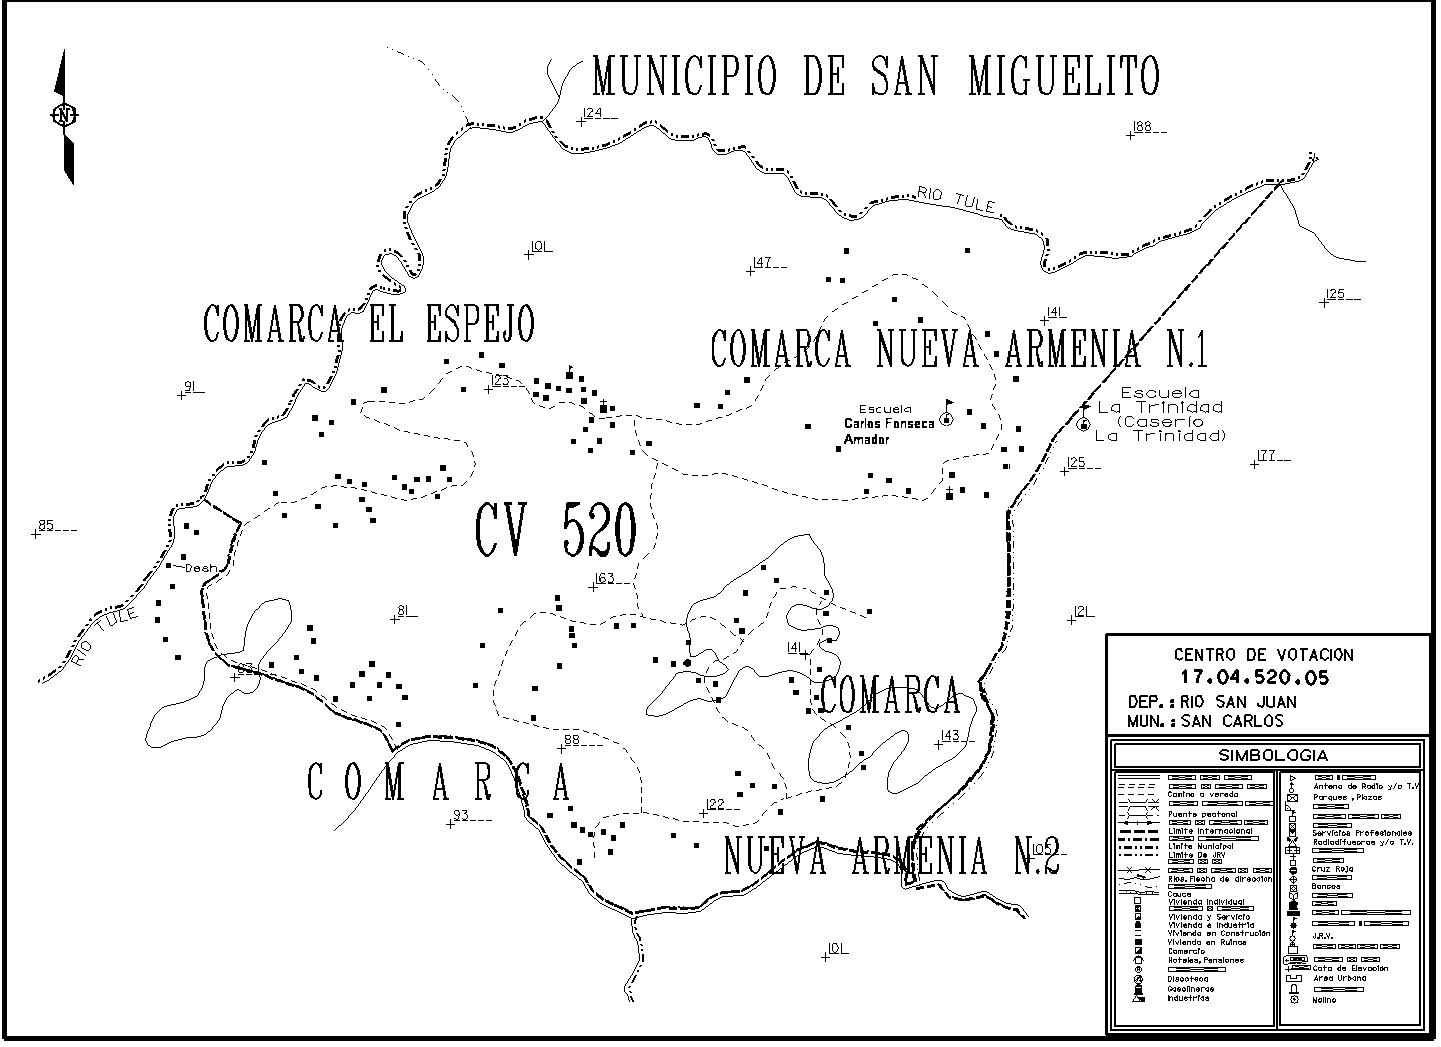 MUNICIPIO DE SAN MIGUELITO
N
124
188
RIO TULE
101
147
125
141
COMARCA EL ESPEJO
COMARCA NUEVA ARMENIA N.1
91
123
Escuela
Carlos Fonseca
Amador
Escuela
La Trinidad
(Caserío
La Trinidad)
125
177
CV 520
85
Desh.
163
81
121
RIO TULE
141
COMARCA
143
88
COMARCA
122
93
NUEVA ARMENIA N.2
105
101
CENTRO DE VOTACION
17.04.520.05
DEP.: RIO SAN JUAN
MUN.: SAN CARLOS
SIMBOLOGIA
Camino o vereda
Puente peatonal
Limite Internacional
Limite Municipal
Limite De JRV
Rios.Flecha de direccion
Cauce
Vivienda Individual
Vivienda y Servicio
Vivienda e Industria
Vivienda en Construcción
Vivienda en Ruinas
Comercio
Hoteles,Pensiones
Discoteca
Gasolineras
Industrias
Antena de Radio y/o T.V
Parques ,Plazas
Servicios Profesionales
Radiodifusoras y/o T.V.
Cruz Roja
Bancos
J.R.V.
Cota de Elevación
Area Urbana
Molino